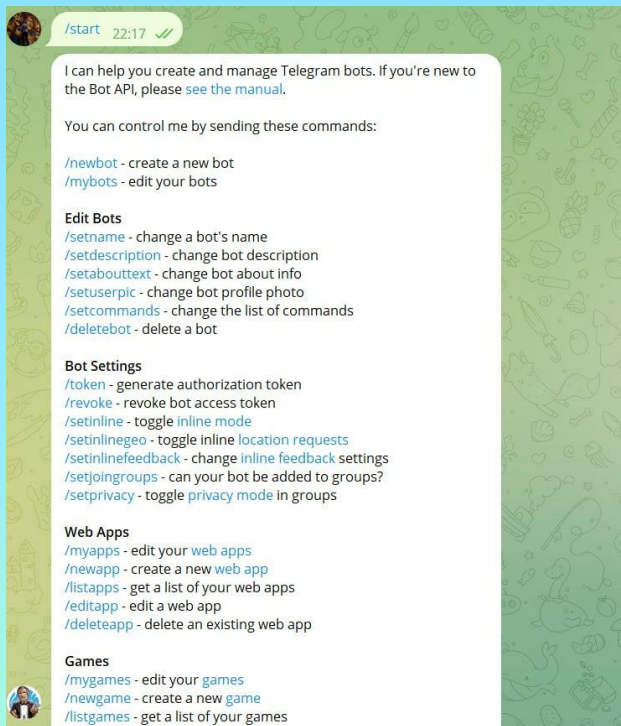 /start 22:17
I can help you create and manage Telegram bots. If you're new to
the Bot API, please see the manual.
You can control me by sending these commands:
/newbot - create a new bot
/mybots - edit your bots
Edit Bots
/setname - change a bot's name
/setdescription - change bot description
/setabouttext - change bot about info
/setuserpic - change bot profile photo
/setcommands - change the list of commands
/deletebot - delete a bot
Bot Settings
/token - generate authorization token
/revoke - revoke bot access token
/setinline - toggle inline mode
/setinlinegeo - toggle inline location requests
/setinlinefeedback - change inline feedback settings
/setjoingroups - can your bot be added to groups?
/setprivacy - toggle privacy mode in groups
Web Apps
/myapps - edit your web apps
/newapp - create a new web app
/listapps - get a list of your web apps
/editapp - edit a web app
/deleteapp - delete an existing web app
Games
/mygames - edit your games
/newgame - create a new game
/listgames - get a list of your games